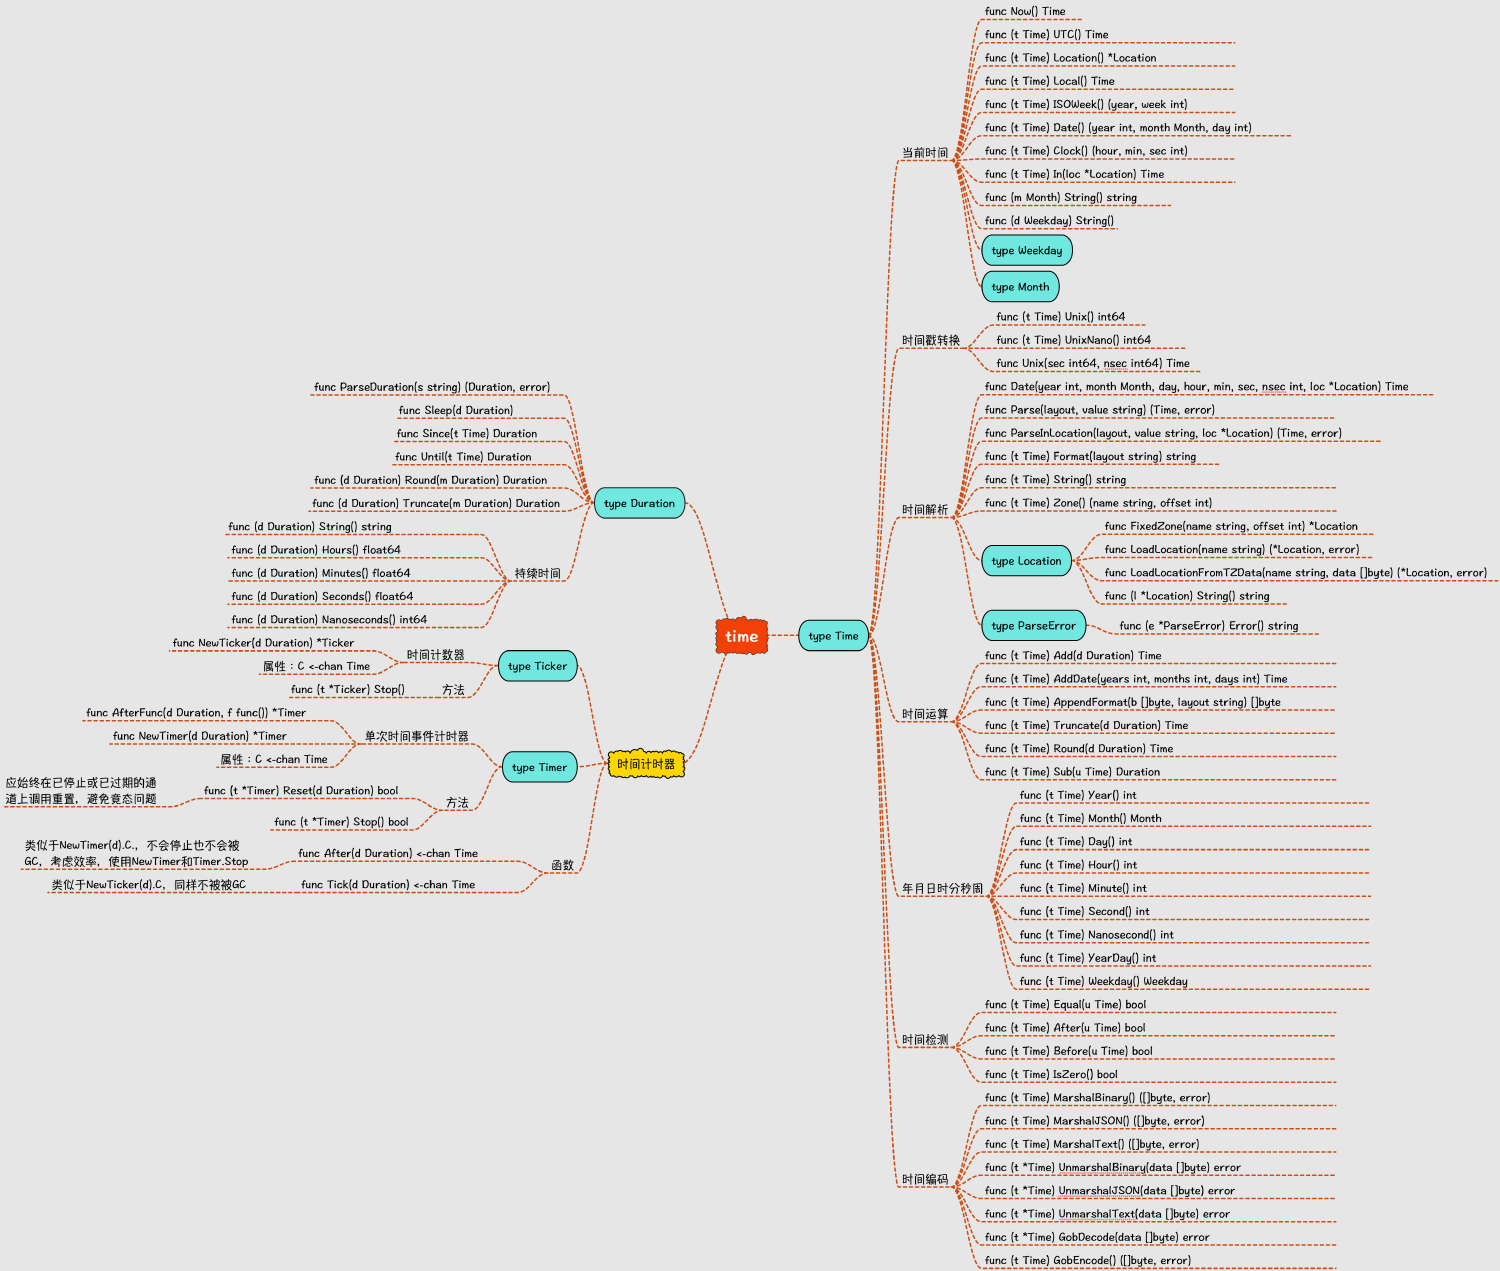 time
type Time
当前时间
func Now() Time
func (t Time) UTC() Time
func (t Time) Location() *Location
func (t Time) Local() Time
func (t Time) ISOWeek() (year, week int)
func (t Time) Date() (year int, month Month, day int)
func (t Time) Clock() (hour, min, sec int)
func (t Time) In(loc *Location) Time
func (m Month) String() string
func (d Weekday) String()
type Weekday
type Month
时间戳转换
func (t Time) Unix() int64
func (t Time) UnixNano() int64
func Unix(sec int64, nsec int64) Time
时间解析
func Date(year int, month Month, day, hour, min, sec, nsec int, loc *Location) Time
func Parse(layout, value string) (Time, error)
func ParseInLocation(layout, value string, loc *Location) (Time, error)
func (t Time) Format(layout string) string
func (t Time) String() string
func (t Time) Zone() (name string, offset int)
type Location
func FixedZone(name string, offset int) *Location
func LoadLocation(name string) (*Location, error)
func LoadLocationFromTZData(name string, data []byte) (*Location, error)
func (l *Location) String() string
type ParseError
func (e *ParseError) Error() string
时间运算
func (t Time) Add(d Duration) Time
func (t Time) AddDate(years int, months int, days int) Time
func (t Time) AppendFormat(b []byte, layout string) []byte
func (t Time) Truncate(d Duration) Time
func (t Time) Round(d Duration) Time
func (t Time) Sub(u Time) Duration
年月日时分秒周
func (t Time) Year() int
func (t Time) Month() Month
func (t Time) Day() int
func (t Time) Hour() int
func (t Time) Minute() int
func (t Time) Second() int
func (t Time) Nanosecond() int
func (t Time) YearDay() int
func (t Time) Weekday() Weekday
时间检测
func (t Time) Equal(u Time) bool
func (t Time) After(u Time) bool
func (t Time) Before(u Time) bool
func (t Time) IsZero() bool
时间编码
func (t Time) MarshalBinary() ([]byte, error)
func (t Time) MarshalJSON() ([]byte, error)
func (t Time) MarshalText() ([]byte, error)
func (t *Time) UnmarshalBinary(data []byte) error
func (t *Time) UnmarshalJSON(data []byte) error
func (t *Time) UnmarshalText(data []byte) error
func (t *Time) GobDecode(data []byte) error
func (t Time) GobEncode() ([]byte, error)
type Duration
func ParseDuration(s string) (Duration, error)
func Sleep(d Duration)
func Since(t Time) Duration
func Until(t Time) Duration
func (d Duration) Round(m Duration) Duration
func (d Duration) Truncate(m Duration) Duration
持续时间
func (d Duration) String() string
func (d Duration) Hours() float64
func (d Duration) Minutes() float64
func (d Duration) Seconds() float64
func (d Duration) Nanoseconds() int64
时间计时器
type Ticker
时间计数器
func NewTicker(d Duration) *Ticker
属性：C <-chan Time
方法
func (t *Ticker) Stop()
type Timer
单次时间事件计时器
func AfterFunc(d Duration, f func()) *Timer
func NewTimer(d Duration) *Timer
属性：C <-chan Time
方法
func (t *Timer) Reset(d Duration) bool
应始终在已停止或已过期的通
道上调用重置，避免竟态问题
func (t *Timer) Stop() bool
函数
func After(d Duration) <-chan Time
类似于NewTimer(d).C.，不会停止也不会被
GC，考虑效率，使用NewTimer和Timer.Stop
func Tick(d Duration) <-chan Time
类似于NewTicker(d).C，同样不被被GC